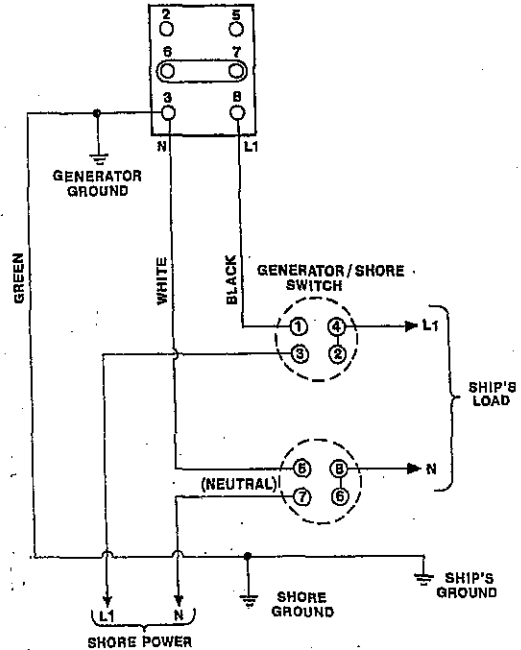 2 5
6 7
3 8
N L1
GENERATOR
GROUND
GREEN
WHITE
BLACK
GENERATOR/SHORE
SWITCH
1 4
3 2
L1
SHIP'S
LOAD
5 8
(NEUTRAL)
7 6
N
SHORE
GROUND
SHIP'S
GROUND
L1 N
SHORE POWER